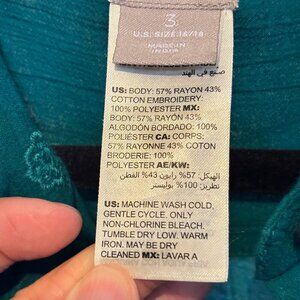 3
U.S. SIZE 16/18
MADE IN
INDIA
صنع في الهند
US: BODY: 57% RAYON 43%
COTTON EMBROIDERY:
100% POLYESTER MX:
BODY: 57% RAYÓN 43%
ALGODÓN BORDADO: 100%
POLIÉSTER CA: CORPS:
57% RAYONNE 43% COTON
BRODERIE: 100%
POLYESTER AE/KW:
الهيكل: 57% رايون 43% القطن
تطريز: 100% بوليستر
US: MACHINE WASH COLD,
GENTLE CYCLE. ONLY
NON-CHLORINE BLEACH.
TUMBLE DRY LOW. WARM
IRON. MAY BE DRY
CLEANED MX: LAVAR A